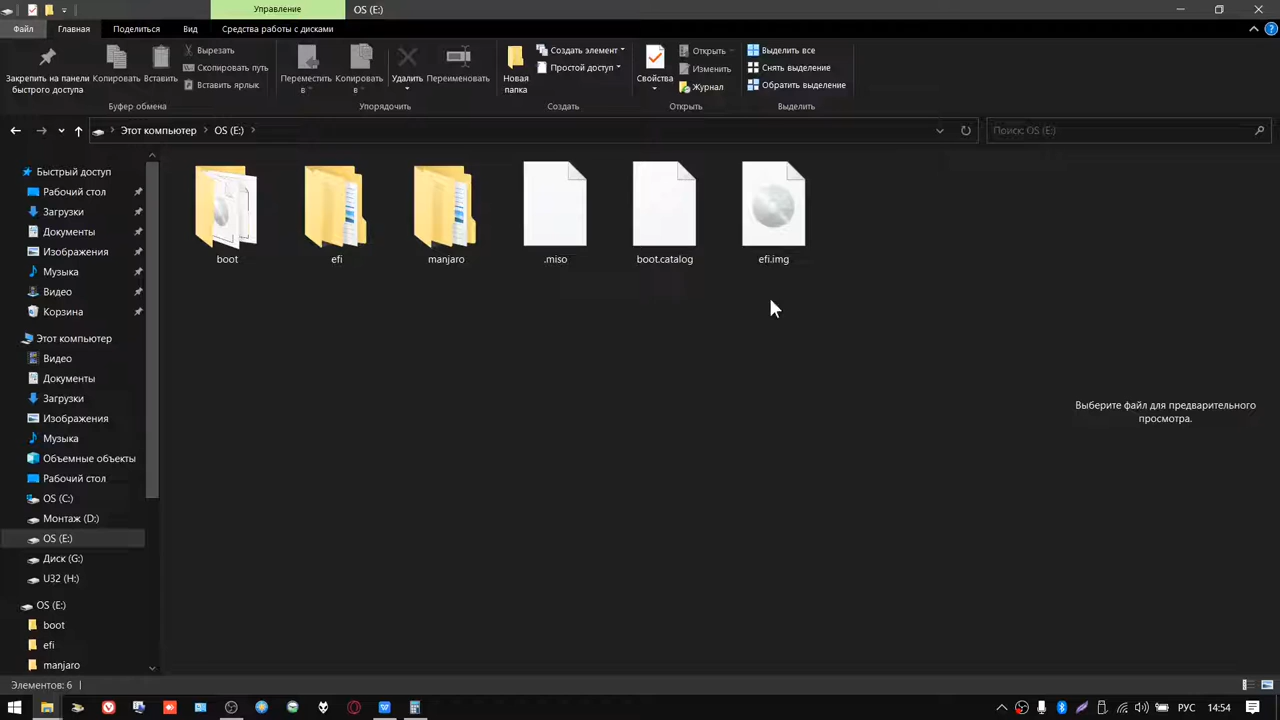 Управление
OS (E:)
Файл
Главная
Поделиться
Вид
Средства работы с дисками
Закрепить на панели
быстрого доступа
Копировать
Вставить
Вырезать
Скопировать путь
Вставить ярлык
Буфер обмена
Переместить
в
Копировать
в
Удалить
Переименовать
Упорядочить
Новая
папка
Создать элемент
Простой доступ
Создать
Свойства
Открыть
Изменить
Журнал
Открыть
Выделить все
Снять выделение
Обратить выделение
Выделить
Этот компьютер
OS (E:)
Поиск: OS (E:)
Быстрый доступ
Рабочий стол
Загрузки
Документы
Изображения
Музыка
Видео
Корзина
Этот компьютер
Видео
Документы
Загрузки
Изображения
Музыка
Объемные объекты
Рабочий стол
OS (C:)
Монтаж (D:)
OS (E:)
Диск (G:)
U32 (H:)
OS (E:)
boot
efi
manjaro
boot
efi
manjaro
.miso
boot.catalog
efi.img
Выберите файл для предварительного
просмотра.
Элементов: 6
РУС
14:54